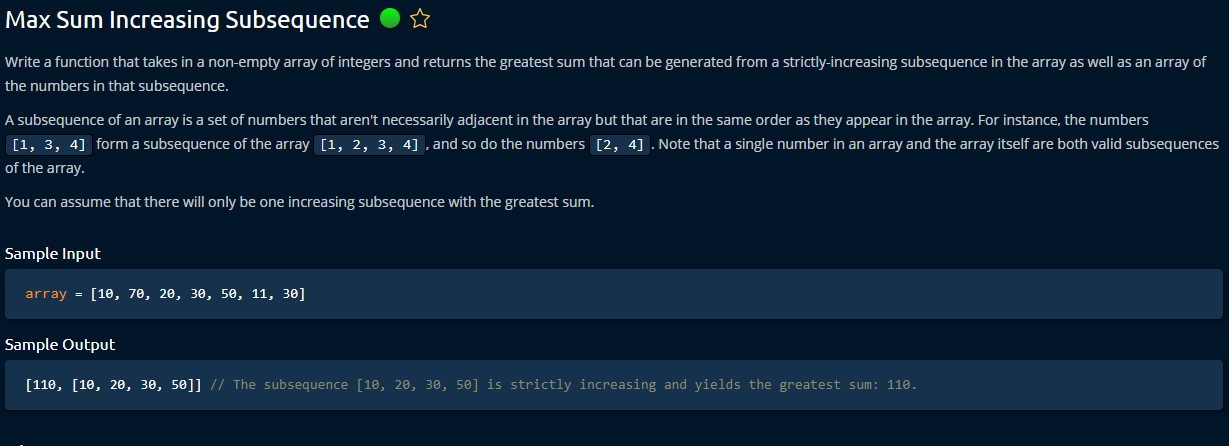 Max Sum Increasing Subsequence
Write a function that takes in a non-empty array of integers and returns the greatest sum that can be generated from a strictly-increasing subsequence in the array as well as an array of
the numbers in that subsequence.
A subsequence of an array is a set of numbers that aren't necessarily adjacent in the array but that are in the same order as they appear in the array. For instance, the numbers
[1, 3, 4] form a subsequence of the array [1, 2, 3, 4], and so do the numbers [2, 4]. Note that a single number in an array and the array itself are both valid subsequences
of the array.
You can assume that there will only be one increasing subsequence with the greatest sum.
Sample Input
array = [10, 70, 20, 30, 50, 11, 30]
Sample Output
[110, [10, 20, 30, 50]] // The subsequence [10, 20, 30, 50] is strictly increasing and yields the greatest sum: 110.